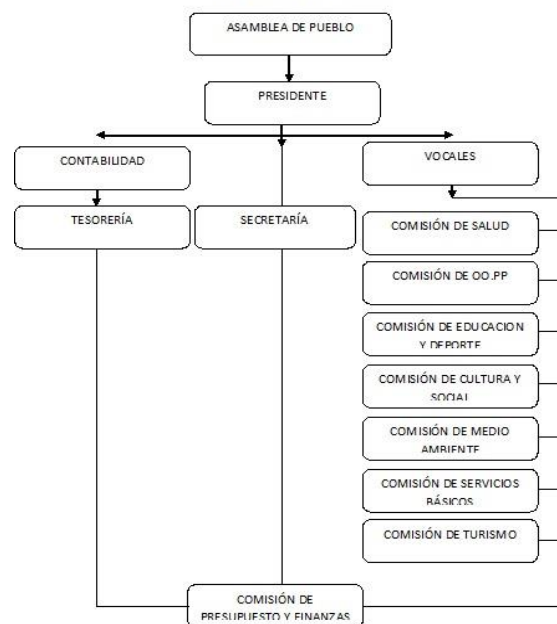 ASAMBLEA DE PUEBLO
PRESIDENTE
CONTABILIDAD
VOCALES
TESORERÍA
SECRETARÍA
COMISIÓN DE SALUD
COMISIÓN DE OO.PP
COMISIÓN DE EDUCACION
Y DEPORTE
COMISIÓN DE CULTURA Y
SOCIAL
COMISIÓN DE MEDIO
AMBIENTE
COMISIÓN DE SERVICIOS
BÁSICOS
COMISIÓN DE TURISMO
COMISIÓN DE
PRESUPUESTO Y FINANZAS